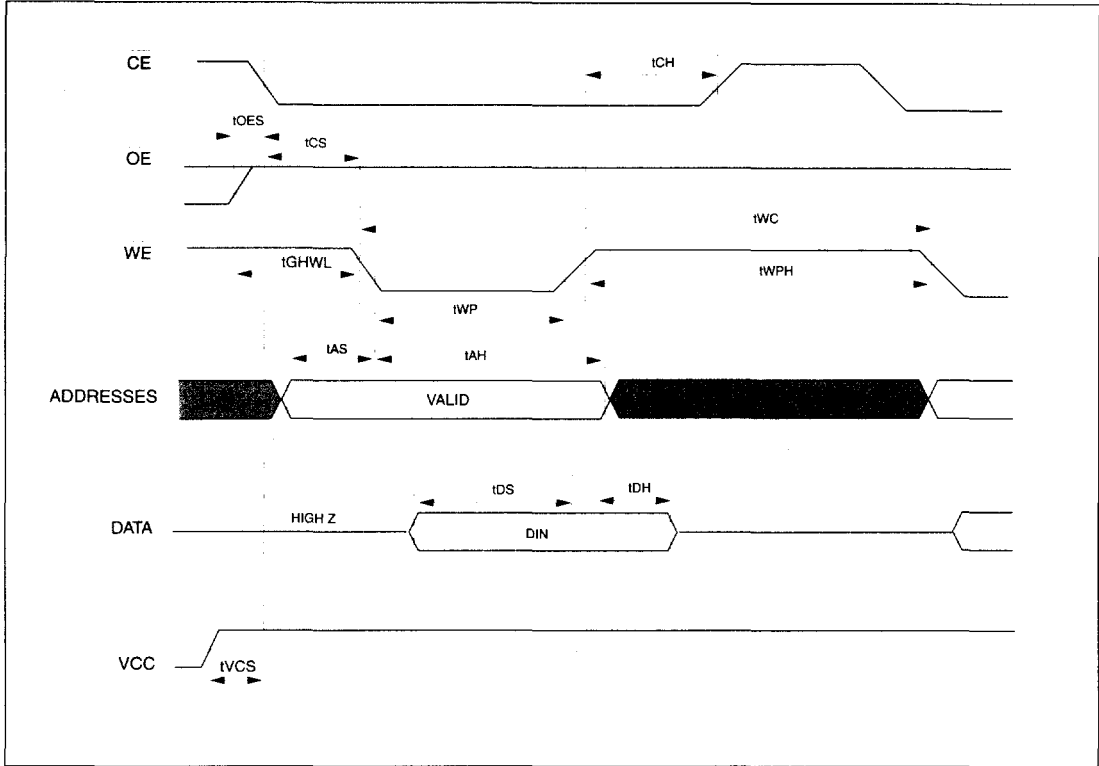 CE
tCH
tOES
tCS
OE
tWC
WE
tGHWL
tWPH
tWP
tAS
tAH
ADDRESSES
VALID
tDS
tDH
HIGH Z
DATA
DIN
VCC
tVCS